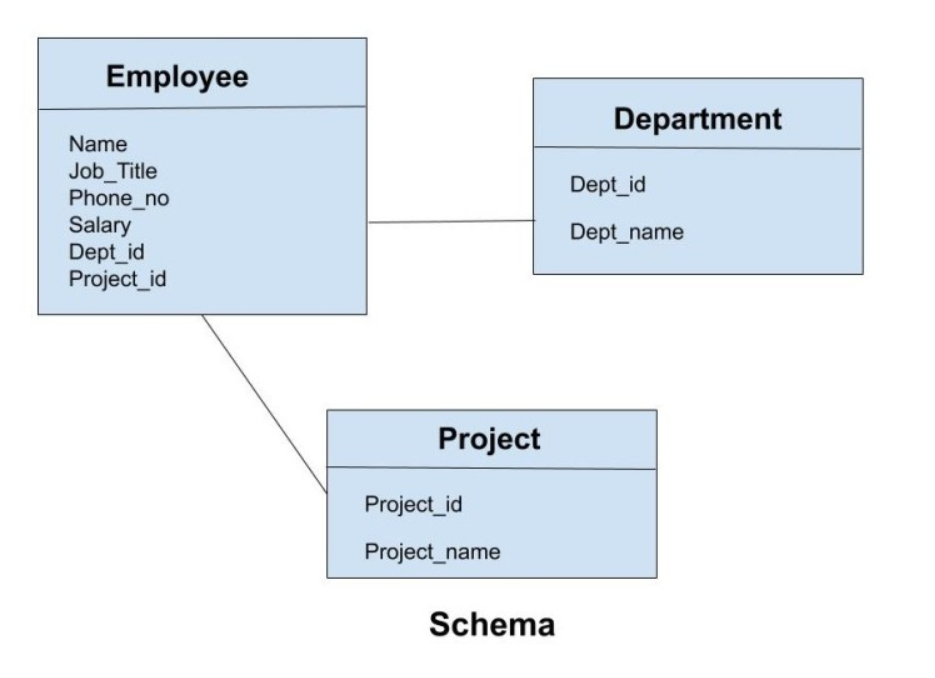 Employee
Name
Job_Title
Phone_no
Salary
Dept_id
Project_id
Department
Dept_id
Dept_name
Project
Project_id
Project_name
Schema